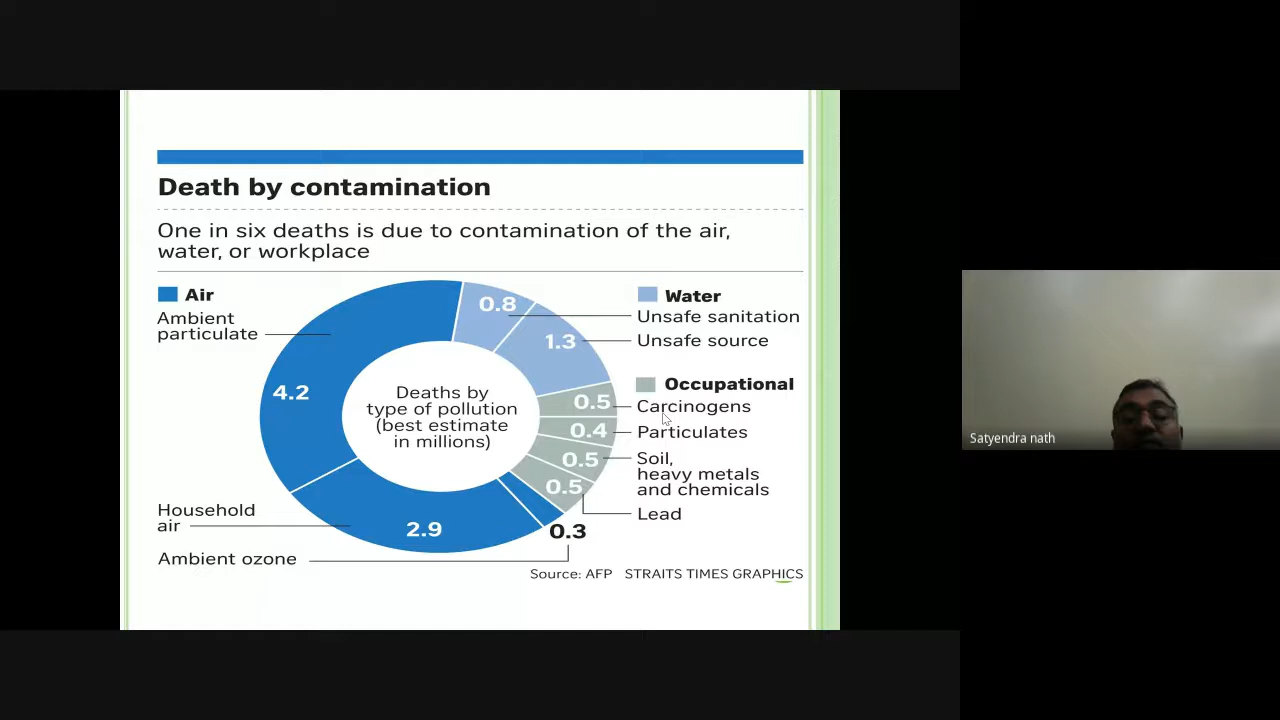 Death by contamination
One in six deaths is due to contamination of the air,
water, or workplace
Air
Ambient
particulate
4.2
Household
air
2.9
Ambient ozone
0.3
Deaths by
type of pollution
(best estimate
in millions)
Water
0.8
Unsafe sanitation
1.3
Unsafe source
Occupational
0.5
Carcinogens
0.4
Particulates
0.5
Soil,
heavy metals
and chemicals
0.5
Lead
Source: AFP STRAITS TIMES GRAPHICS
Satyendra nath